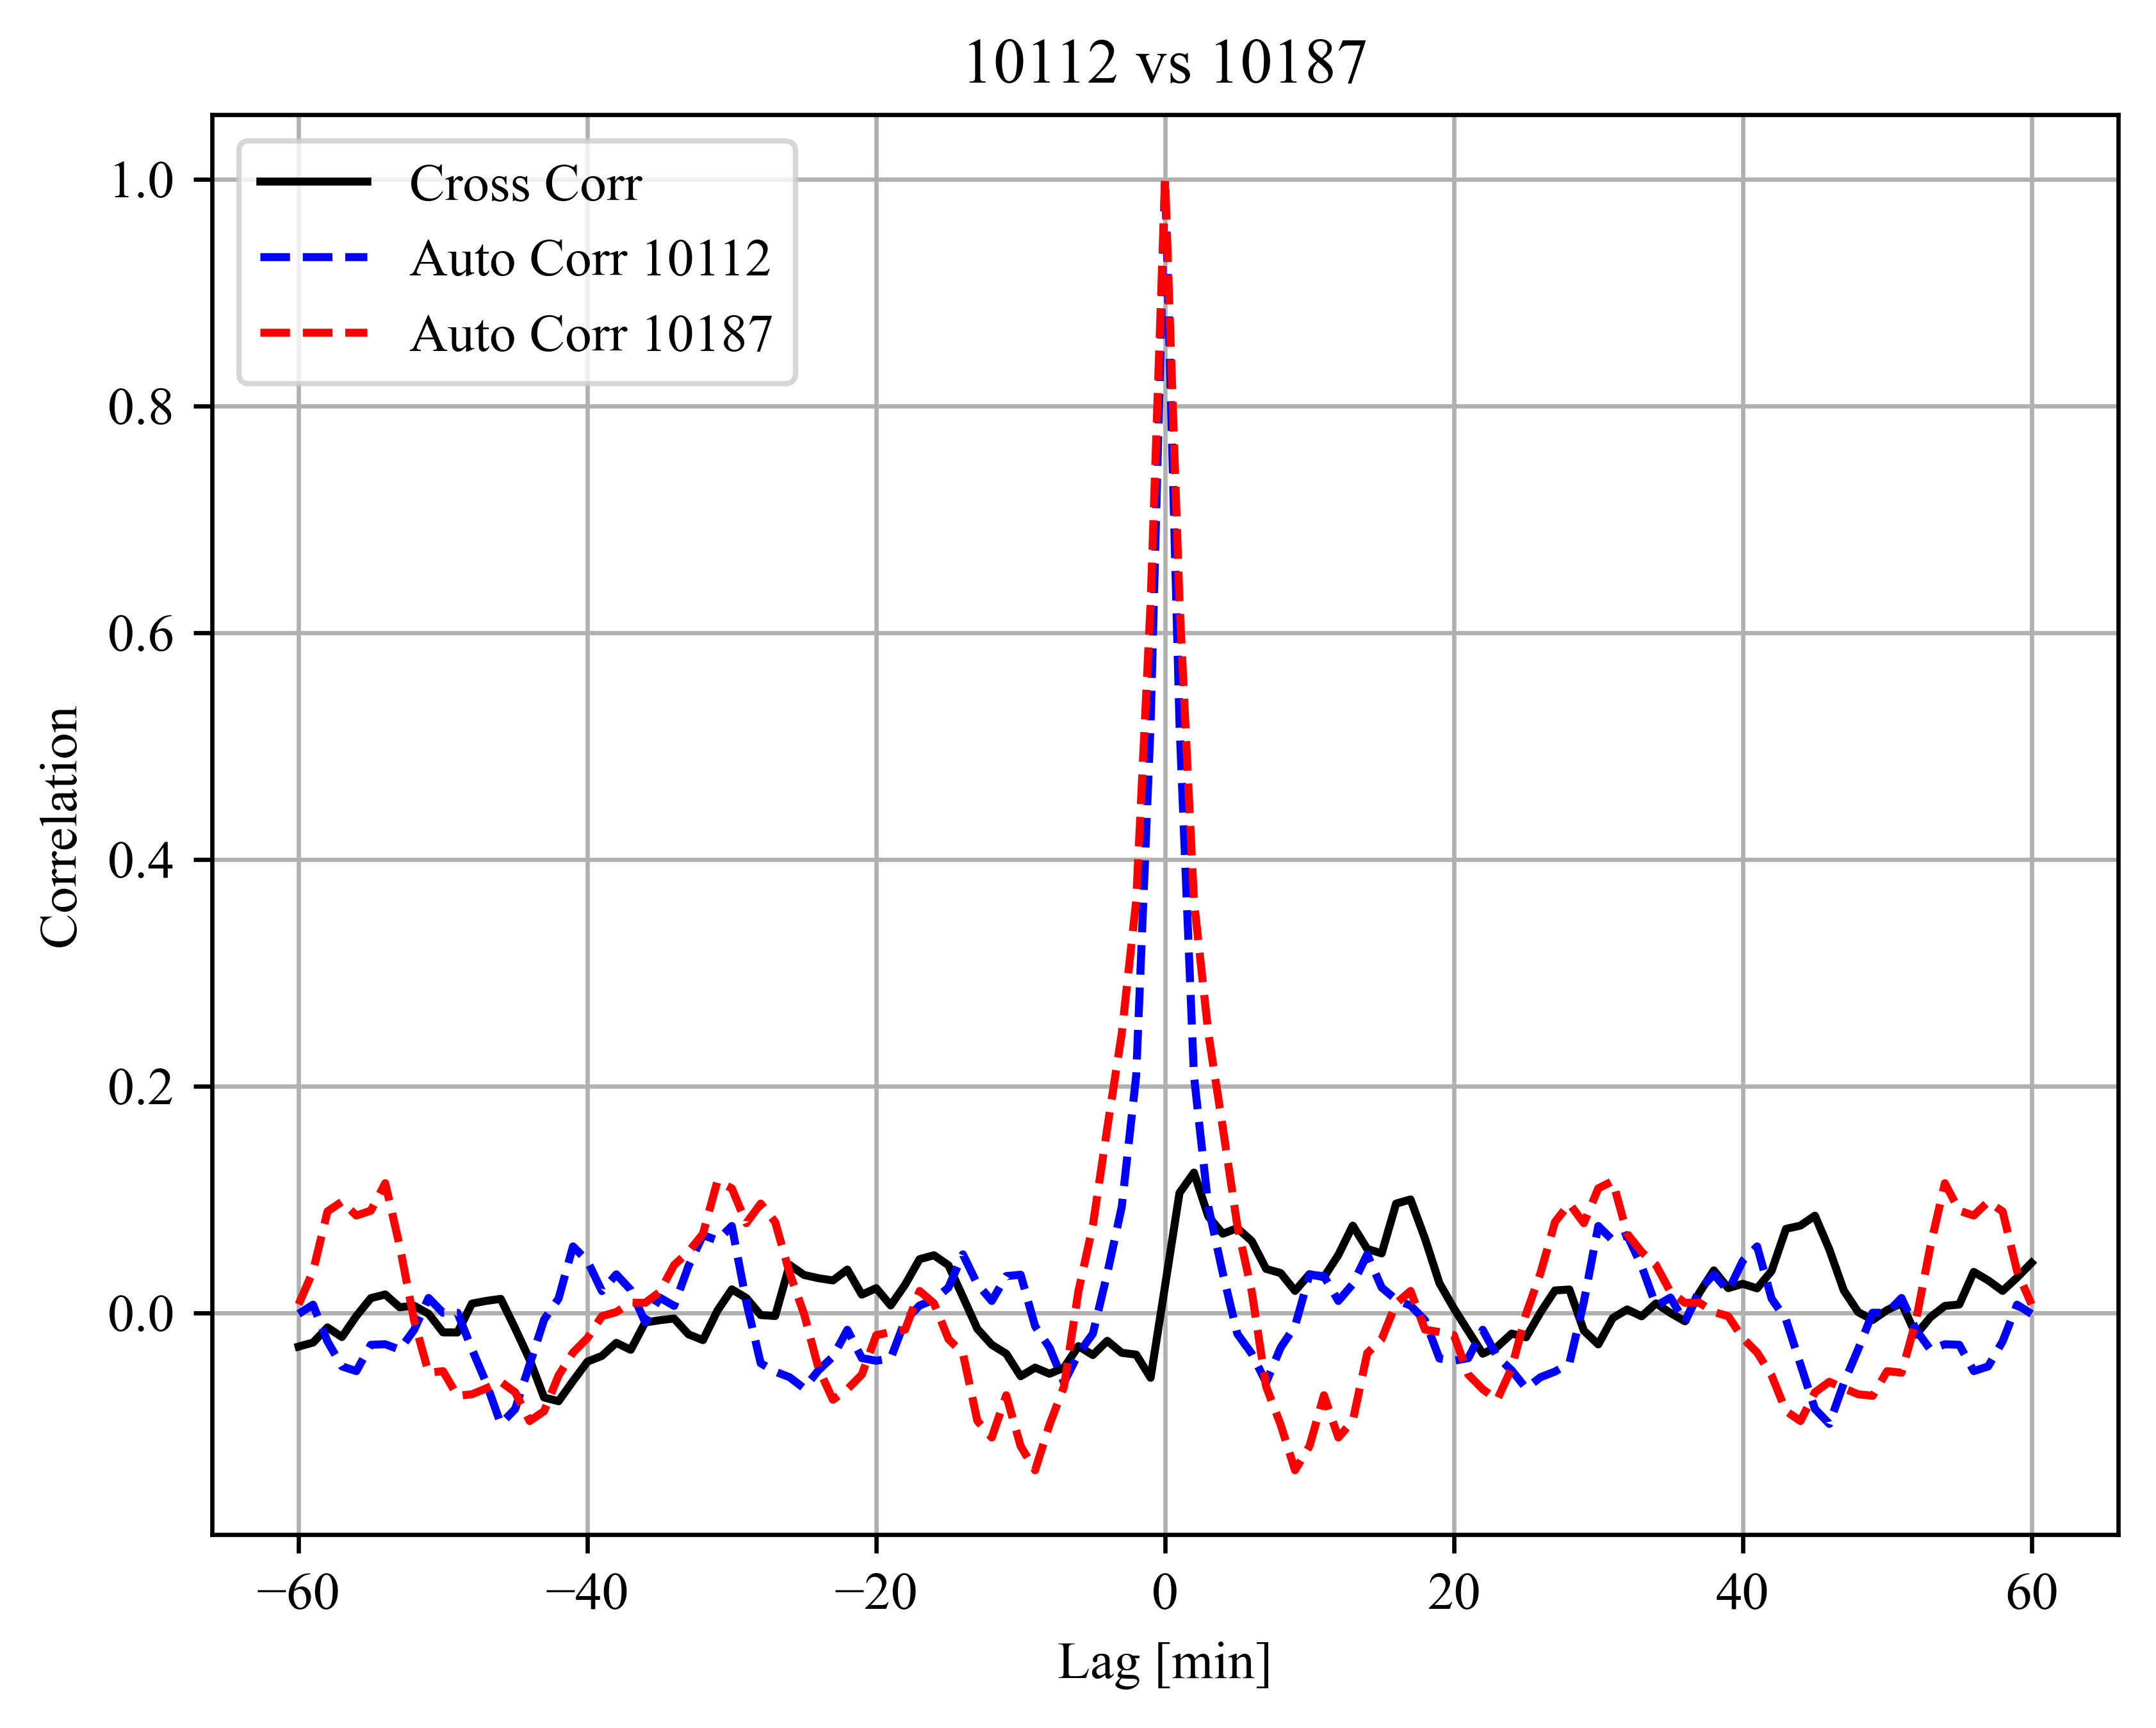 10112 vs 10187
Cross Corr
Auto Corr 10112
Auto Corr 10187
1.0
0.8
0.6
0.4
0.2
0.0
Correlation
−60 −40 −20 0 20 40 60
Lag [min]